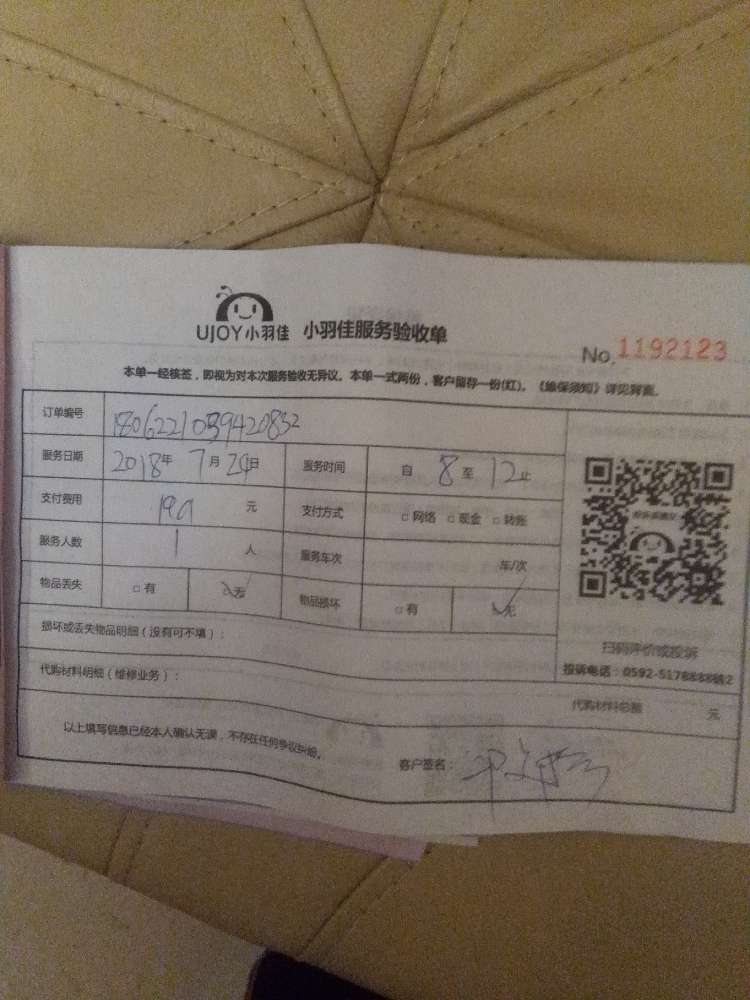 UJOY小羽佳 小羽佳服务验收单
No. 1192123
本单一经核签，即视为对本次服务验收无异议。本单一式两份，客户留存一份(红)。《维保须知》详见背面。
订单编号 1806221039420832
服务日期 2018年 7月 24日 服务时间 自 8 至 12止
支付费用 199 元 支付方式 □网络 □现金 □转账
服务人数 1 人 服务车次 车/次
物品丢失 □有 □无 物品损坏 □有 □无
损坏或丢失物品明细（没有可不填）：
扫码评价或投诉
投诉电话：0592-5178888转2
代购材料明细（维修业务）：
代购材料总额 元
以上填写信息已经本人确认无误，不存在任何争议纠纷。
客户签名：